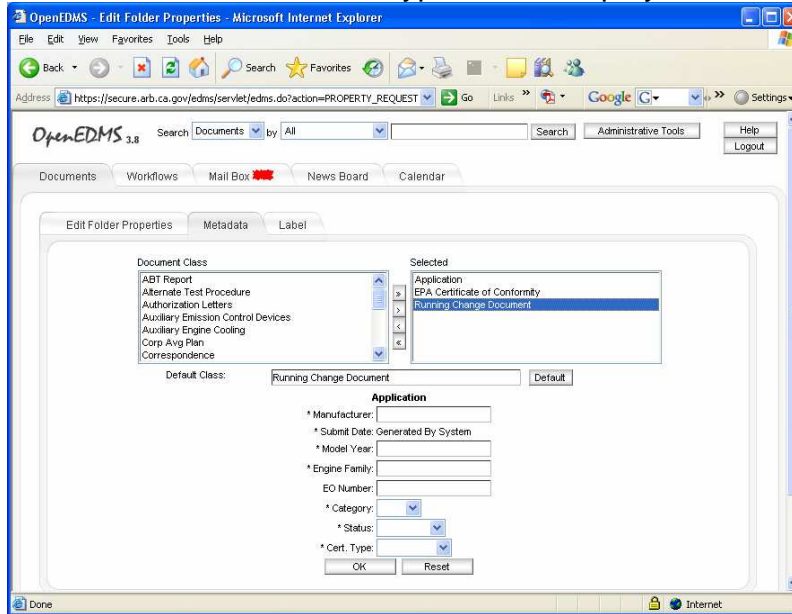 OpenEDMS - Edit Folder Properties - Microsoft Internet Explorer
File Edit View Favorites Tools Help
Back Search Favorites
Address https://secure.arb.ca.gov/edms/servlet/edms.do?action=PROPERTY_REQUEST Go Links » Google G » Settings
OpenEDMS 3.8 Search Documents by All Search Administrative Tools Help
Logout
Documents Workflows Mail Box News Board Calendar
Edit Folder Properties Metadata Label
Document Class Selected
ABT Report Application
Alternate Test Procedure » EPA Certificate of Conformity
Authorization Letters > Running Change Document
Auxiliary Emission Control Devices
Auxiliary Engine Cooling <
Corp Avg Plan «
Correspondence
Default Class: Running Change Document Default
Application
* Manufacturer:
* Submit Date: Generated By System
* Model Year:
* Engine Family:
EO Number:
* Category:
* Status:
* Cert. Type:
OK Reset
Done Internet